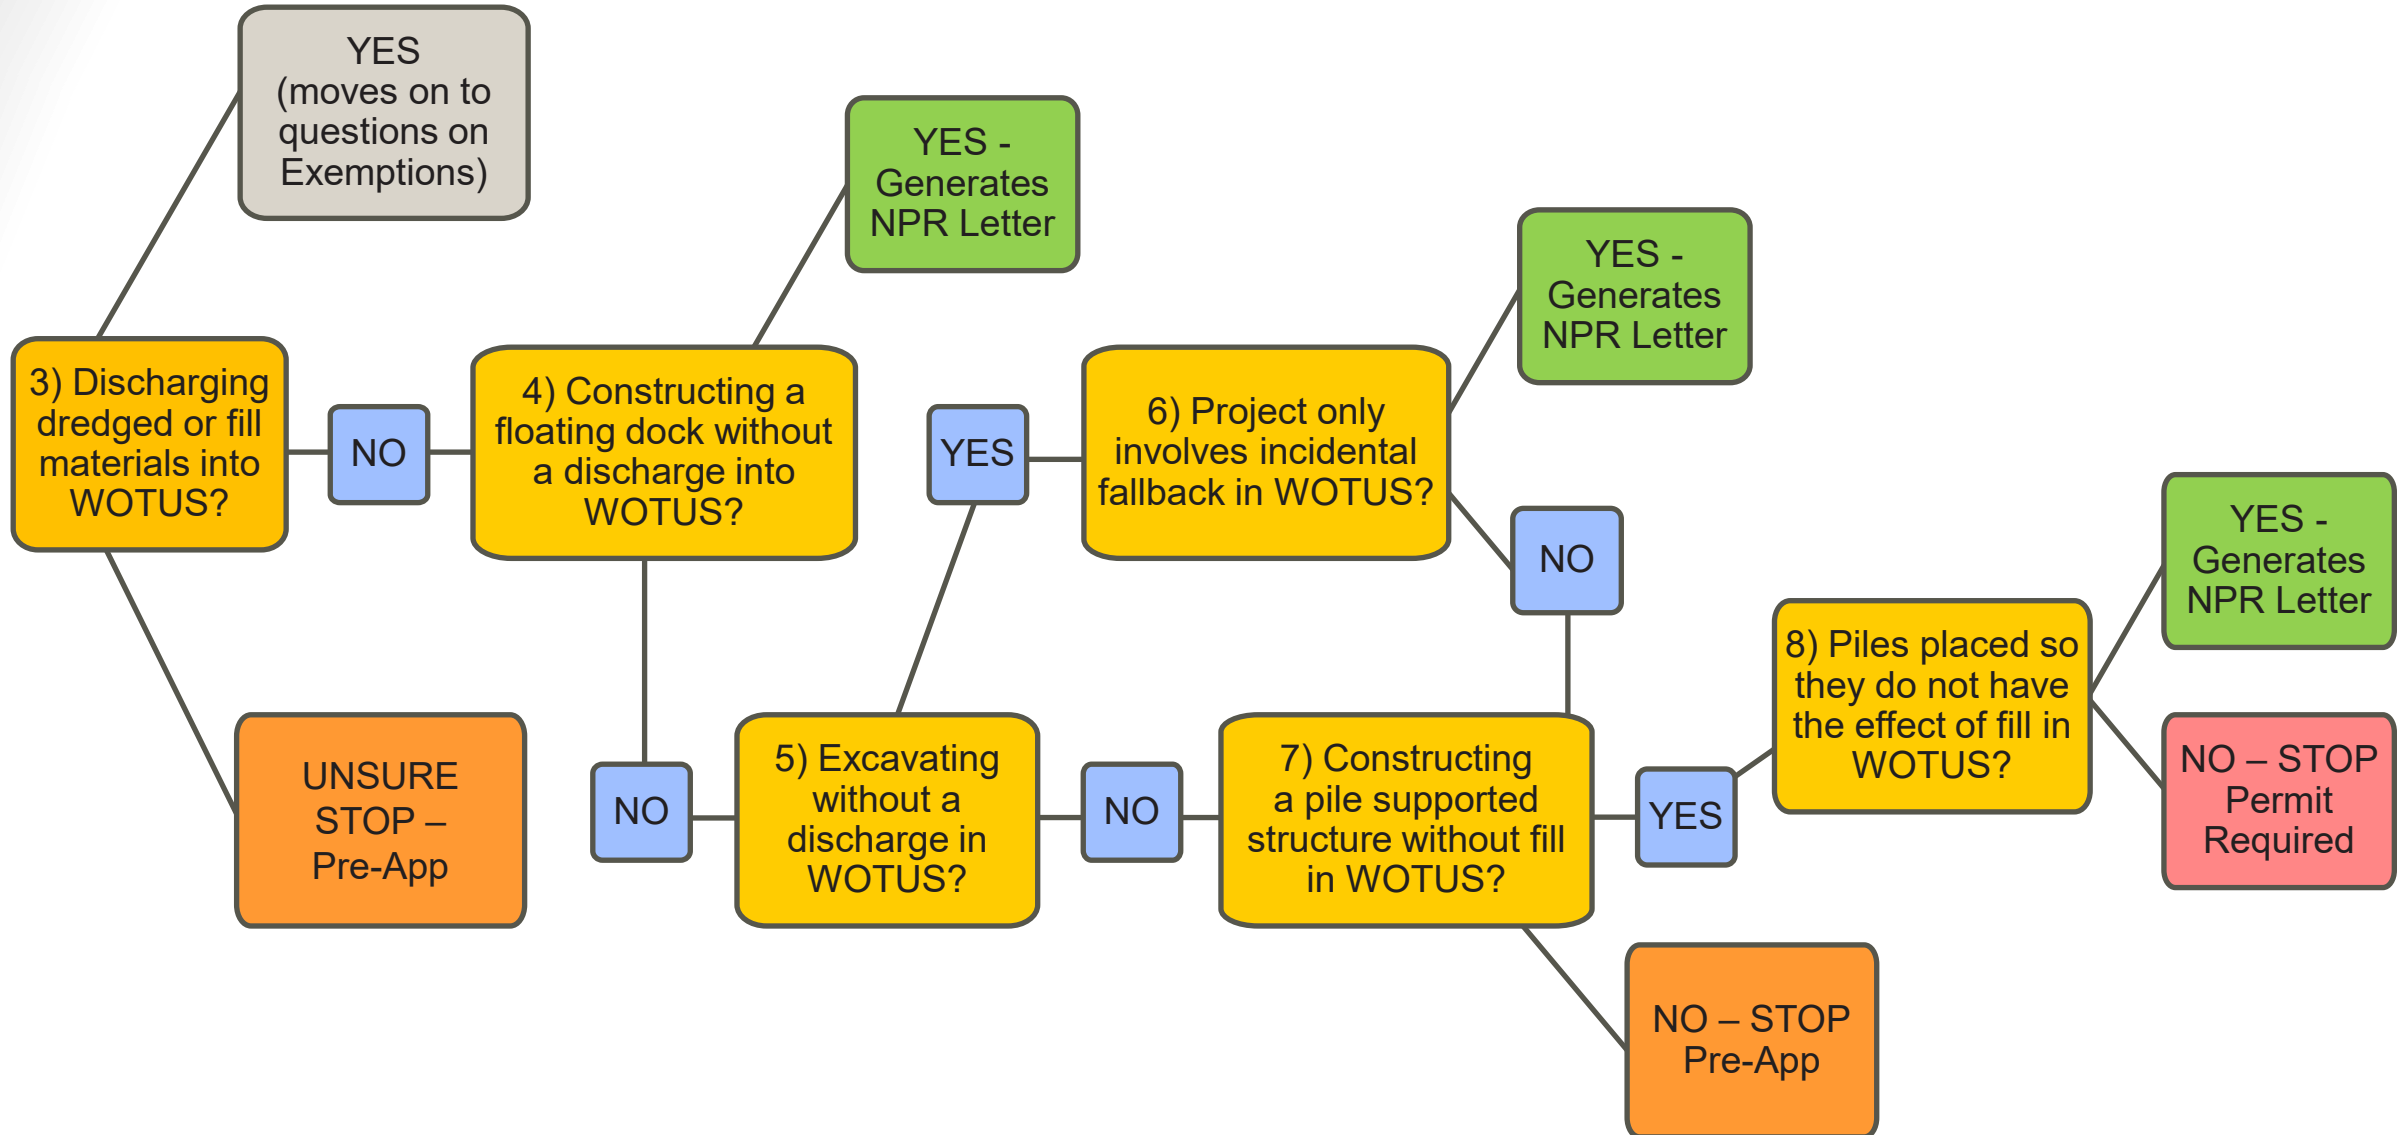 YES
(moves on to
questions on
Exemptions)
3) Discharging
dredged or fill
materials into
WOTUS?
UNSURE
STOP –
Pre-App
NO
4) Constructing a
floating dock without
a discharge into
WOTUS?
YES -
Generates
NPR Letter
NO
5) Excavating
without a
discharge in
WOTUS?
YES
6) Project only
involves incidental
fallback in WOTUS?
YES -
Generates
NPR Letter
NO
NO
7) Constructing
a pile supported
structure without fill
in WOTUS?
NO – STOP
Pre-App
YES
8) Piles placed so
they do not have
the effect of fill in
WOTUS?
YES -
Generates
NPR Letter
NO – STOP
Permit
Required